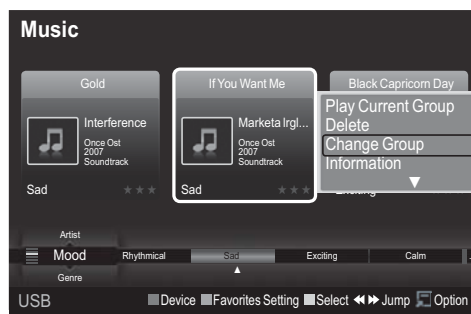 Music
Gold
If You Want Me
Black Capricorn Day
Interference
Once Ost
2007
Soundtrack
Sad
Marketa Irgl...
Once Ost
2007
Soundtrack
Sad
Play Current Group
Delete
Change Group
Information
Artist
Mood
Genre
Rhythmical
Sad
Exciting
Calm
USB
Device
Favorites Setting
Select
Jump
Option